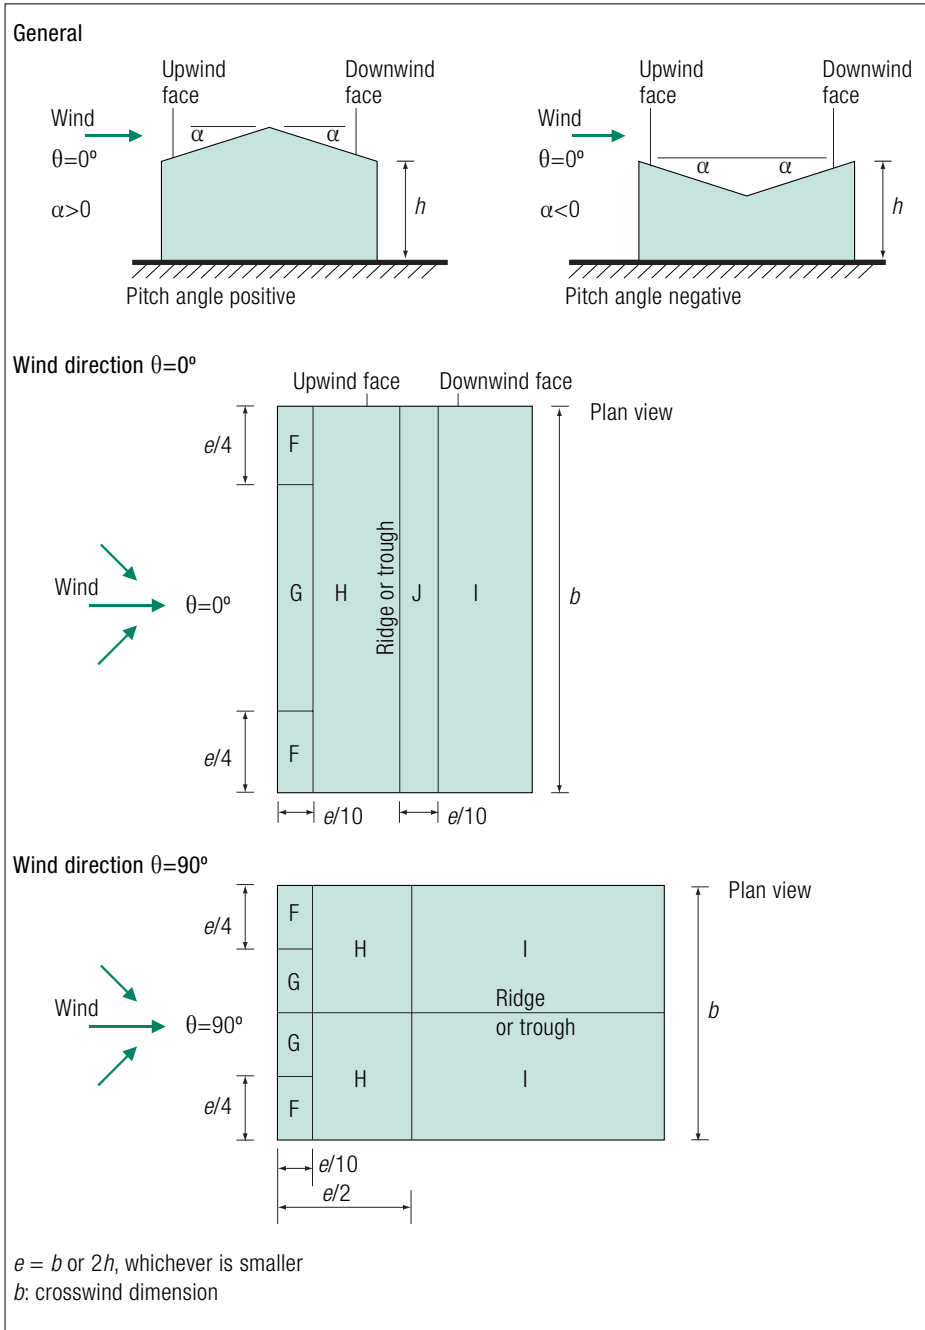 General
Upwind face
Downwind face
Wind
θ=0º
α>0
α
α
h
Pitch angle positive
Upwind face
Downwind face
Wind
θ=0º
α<0
α
α
h
Pitch angle negative
Wind direction θ=0º
Upwind face
Downwind face
Plan view
e/4
F
Wind
θ=0º
G
H
Ridge or trough
J
I
b
e/4
F
e/10
e/10
Wind direction θ=90º
Plan view
e/4
F
H
I
G
Wind
θ=90º
Ridge
or trough
b
G
H
I
e/4
F
e/10
e/2
e = b or 2h, whichever is smaller
b: crosswind dimension